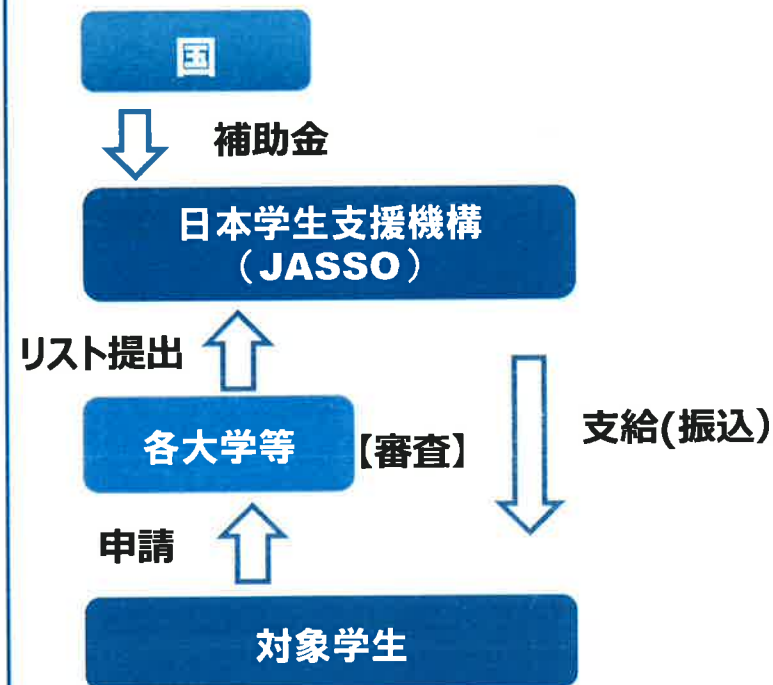 国
補助金
日本学生支援機構
（JASSO）
リスト提出
各大学等
【審査】
支給(振込)
申請
対象学生